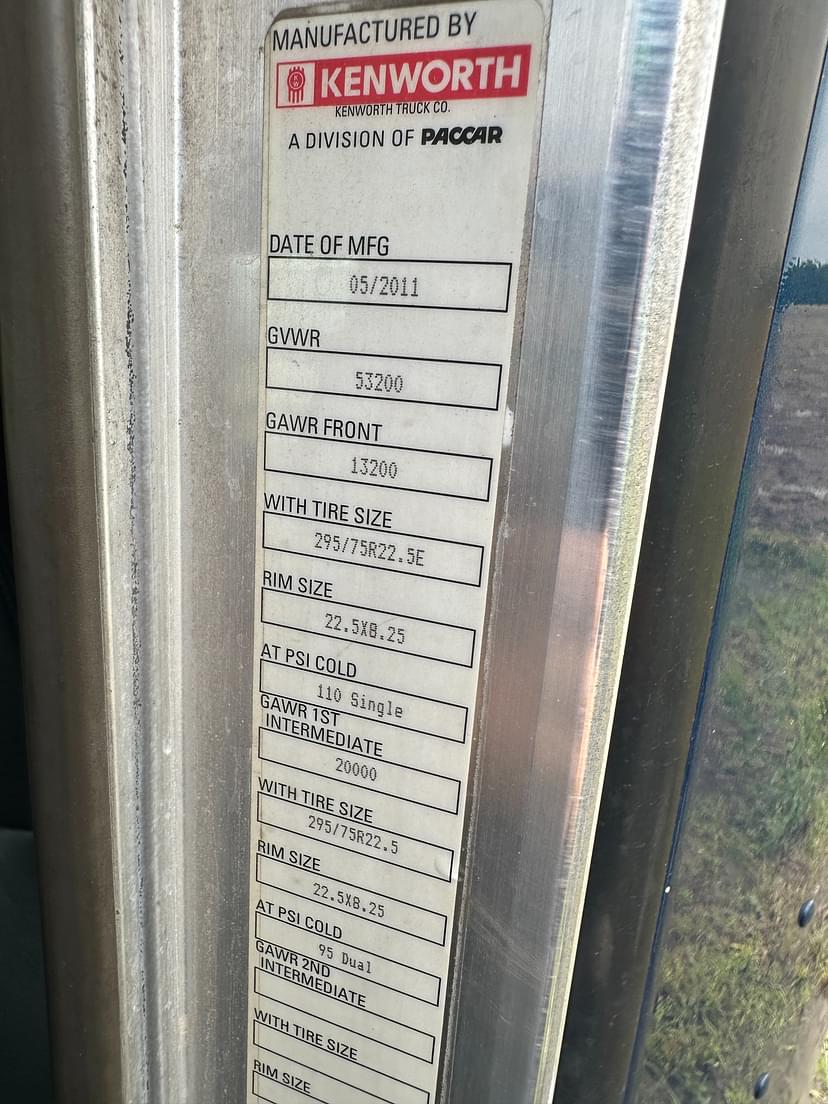 MANUFACTURED BY
KENWORTH
KENWORTH TRUCK CO.
A DIVISION OF PACCAR
DATE OF MFG
05/2011
GVWR
53200
GAWR FRONT
13200
WITH TIRE SIZE
295/75R22.5E
RIM SIZE
22.5X8.25
AT PSI COLD
110 Single
GAWR 1ST
INTERMEDIATE
20000
WITH TIRE SIZE
295/75R22.5
RIM SIZE
22.5X8.25
AT PSI COLD
95 Dual
GAWR 2ND
INTERMEDIATE
WITH TIRE SIZE
RIM SIZE